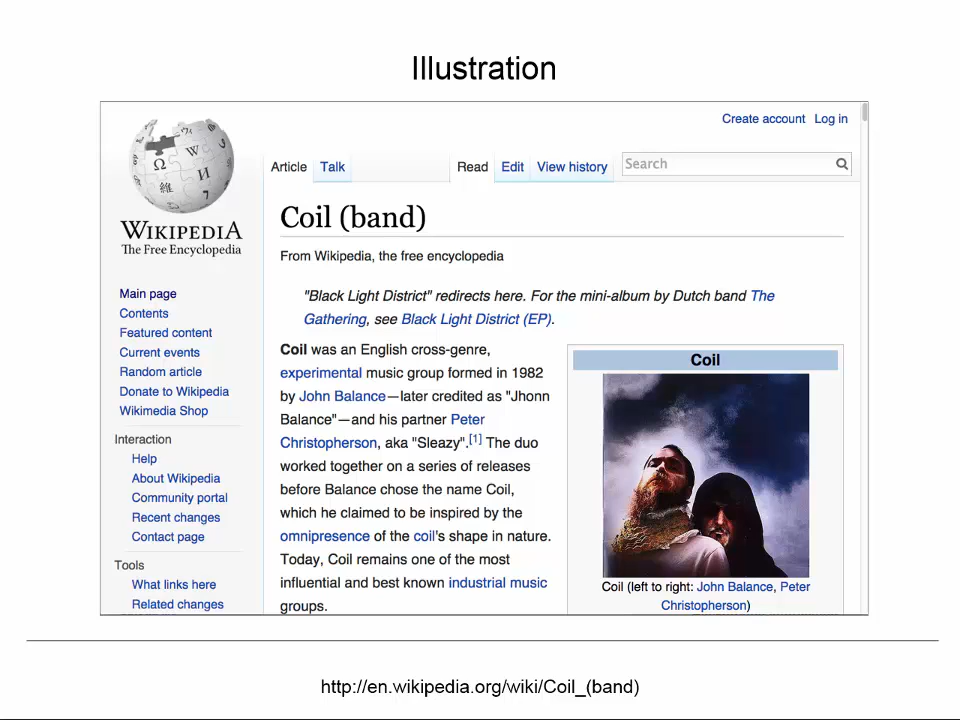 Illustration
Create account Log in
Article Talk Read Edit View history Search
WIKIPEDIA
The Free Encyclopedia
Main page
Contents
Featured content
Current events
Random article
Donate to Wikipedia
Wikimedia Shop
Interaction
Help
About Wikipedia
Community portal
Recent changes
Contact page
Tools
What links here
Related changes
Coil (band)
From Wikipedia, the free encyclopedia
"Black Light District" redirects here. For the mini-album by Dutch band The
Gathering, see Black Light District (EP).
Coil was an English cross-genre,
experimental music group formed in 1982
by John Balance—later credited as "Jhonn
Balance"—and his partner Peter
Christopherson, aka "Sleazy".[1] The duo
worked together on a series of releases
before Balance chose the name Coil,
which he claimed to be inspired by the
omnipresence of the coil's shape in nature.
Today, Coil remains one of the most
influential and best known industrial music
groups.
Coil
Coil (left to right: John Balance, Peter
Christopherson)
http://en.wikipedia.org/wiki/Coil_(band)